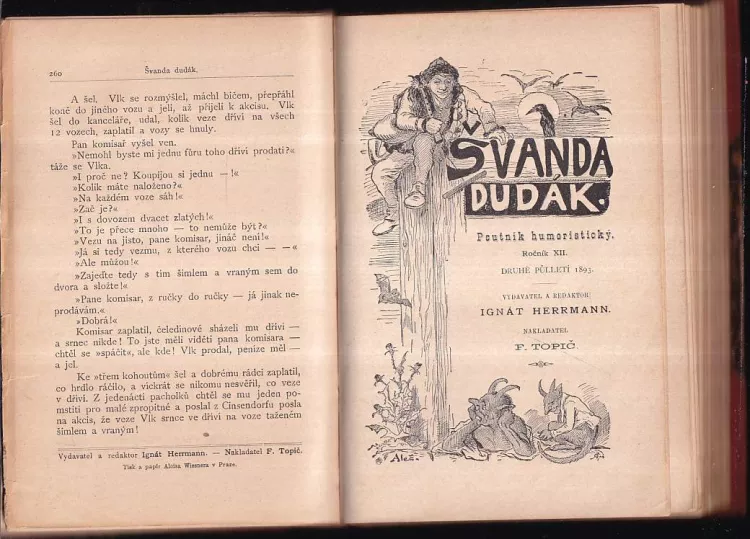 260
Švanda dudák.
A šel. Vlk se rozmýšlel, máchl bičem, přepřáhl
koně do jiného vozu a jeli, až přijeli k akcisu. Vlk
šel do kanceláře, udal, kolik veze dříví na všech
12 vozech, zaplatil a vozy se hnuly.
Pan komisař vyšel ven.
»Nemohl byste mi jednu fůru toho dříví prodati?«
táže se Vlka.
»I proč ne? Koupíjou si jednu —!«
»Kolik máte naloženo?«
»Na každém voze sáh!«
»Zač je?«
»I s dovozem dvacet zlatých!«
»To je přece mnoho — to nemůže být?«
»Vezu na jisto, pane komisar, jináč neni!«
»Já si tedy vezmu, z kterého vozu chci — —«
»Ale můžou!«
»Zajeďte tedy s tím šimlem a vraným sem do
dvora a složte!«
»Pane komisar, z ručky do ručky — já jinak ne-
prodávám.«
»Dobrá!«
Komisar zaplatil, čeledínové sházeli mu dříví —
a srnec nikde! To jste měli viděti pana komisara —
chtěl se »spáčit«, ale kde! Vlk prodal, peníze měl —
a jel.
Ke »třem kohoutům« šel a dobrému rádci zaplatil,
co hrdlo ráčilo, a vickrát se nikomu nesvěřil, co veze
v dříví. Z jedenácti pacholků chtěl se mu jeden po-
mstíti pro malé zpropitné a poslal z Cinsendorfu psala
na akcis, že veze Vlk srnce ve dříví na voze taženém
šimlem a vraným!
Vydavatel a redaktor Ignát Herrmann. — Nakladatel F. Topič.
Tisk a papír Aloisa Wiesnera v Praze.
ŠVANDA
DUDÁK.
Poutník humoristický.
Ročník XII.
DRUHÉ PŮLLETÍ 1893.
VYDAVATEL A REDAKTOR
IGNÁT HERRMANN.
NAKLADATEL
F. TOPIČ.
Aleš.